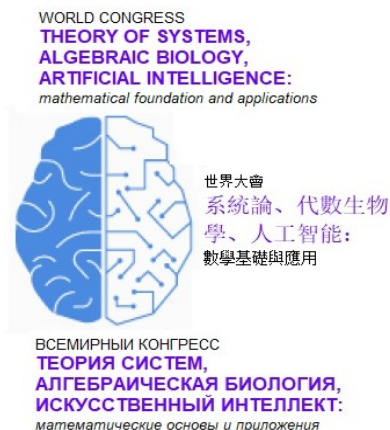 WORLD CONGRESS
THEORY OF SYSTEMS,
ALGEBRAIC BIOLOGY,
ARTIFICIAL INTELLIGENCE:
mathematical foundation and applications
世界大會
系統論、代數生物
學、人工智能：
數學基礎與應用
ВСЕМИРНЫИ КОНГРЕСС
ТЕОРИЯ СИСТЕМ,
АЛГЕБРАИЧЕСКАЯ БИОЛОГИЯ,
ИСКУССТВЕННЫЙ ИНТЕЛЛЕКТ:
математические основы и приложения